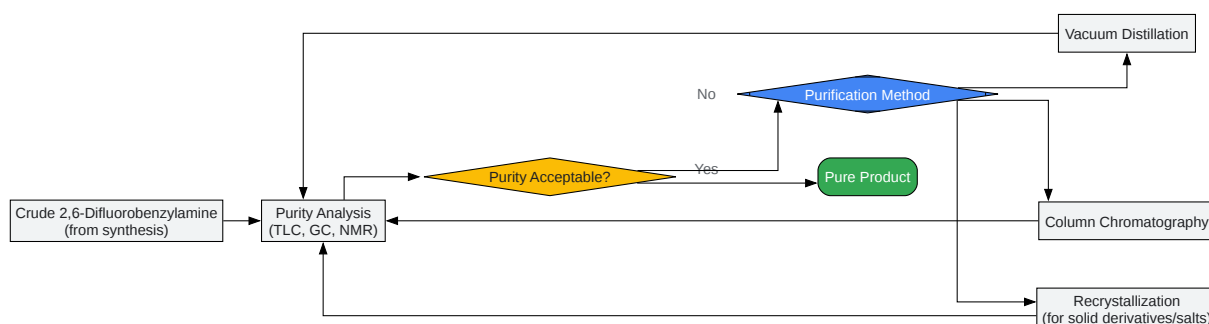 Vacuum Distillation
No
Purification Method
Purity Acceptable?
Yes
Pure Product
Crude 2,6-Difluorobenzylamine
(from synthesis)
Purity Analysis
(TLC, GC, NMR)
Column Chromatography
Recrystallization
(for solid derivatives/salts)